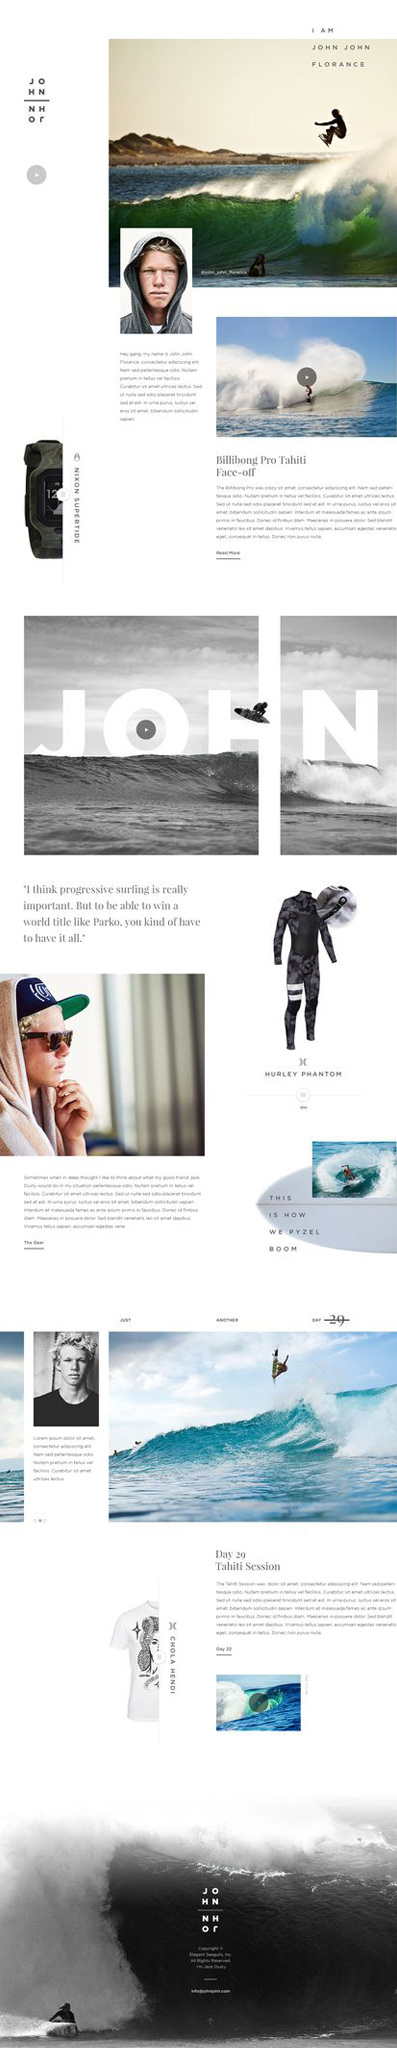 I AM
JOHN JOHN
FLORANCE
JO
HN
NH
OJ
@john_john_florence
Hey gang, my name is John John
Florance, consectetur adipiscing elit.
Nam sed pellentesque odio. Nullam
pretium in tellus vel facilisis.
Curabitur sit amet ultrices lectus. Sed
ut nulla sed odio placerat tincidunt
sed at est. In urna purus, luctus vel
eros sit amet, bibendum sollicitudin
sapien.
NIXON SUPERTIDE
Billibong Pro Tahiti
Face-off
The Billibong Pro was crazy sit amet, consectetur adipiscing elit. Nam sed pellen-
tesque odio. Nullam pretium in tellus vel facilisis. Curabitur sit amet ultrices lectus.
Sed ut nulla sed odio placerat tincidunt sed at est. In urna purus, luctus vel eros sit
amet, bibendum sollicitudin sapien. Interdum et malesuada fames ac ante ipsum
primis in faucibus. Donec id finibus diam. Maecenas in posuere dolor. Sed blandit
venenatis leo sit amet dapibus. Vivamus tellus sapien, accumsan egestas venenatis
eget, consequat in tellus. Donec non purus nulla.
Read More
JOHN
"I think progressive surfing is really
important. But to be able to win a
world title like Parko, you kind of have
to have it all."
HURLEY PHANTOM
Sometimes when in deep thought I like to think about what my good friend Jack
Dusty would do in my situation pellentesque odio. Nullam pretium in tellus vel
facilisis. Curabitur sit amet ultrices lectus. Sed ut nulla sed odio placerat tincidunt
sed at est. In urna purus, luctus vel eros sit amet, bibendum sollicitudin sapien.
Interdum et malesuada fames ac ante ipsum primis in faucibus. Donec id finibus
diam. Maecenas in posuere dolor. Sed blandit venenatis leo sit amet dapibus.
Vivamus tellus sapien, accumsan egestas vene.
The Gear
THIS
IS HOW
WE PYZEL
BOOM
JUST
ANOTHER
DAY 29
Lorem ipsum dolor sit amet,
consectetur adipiscing elit.
Nam sed pellentesque odio.
Nullam pretium in tellus vel
facilisis. Curabitur sit amet
ultrices lectus.
Day 29
Tahiti Session
The Tahiti Session was dolor sit amet, consectetur adipiscing elit. Nam sed pellen-
tesque odio. Nullam pretium in tellus vel facilisis. Curabitur sit amet ultrices lectus.
Sed ut nulla sed odio placerat tincidunt sed at est. In urna purus, luctus vel eros sit
amet, bibendum sollicitudin sapien. Interdum et malesuada fames ac ante ipsum
primis in faucibus. Donec id finibus diam. Maecenas in posuere dolor. Sed blandit
venenatis leo sit amet dapibus. Vivamus tellus sapien, accumsan egestas venenatis
eget, consequat in tellus. Donec non purus nulla.
Day 22
CHOLA HENDI
JO
HN
NH
OJ
Copyright ©
Elegant Seagulls, Inc
All Rights Reserved
I'm Jack Dusty
info@johnjohn.com